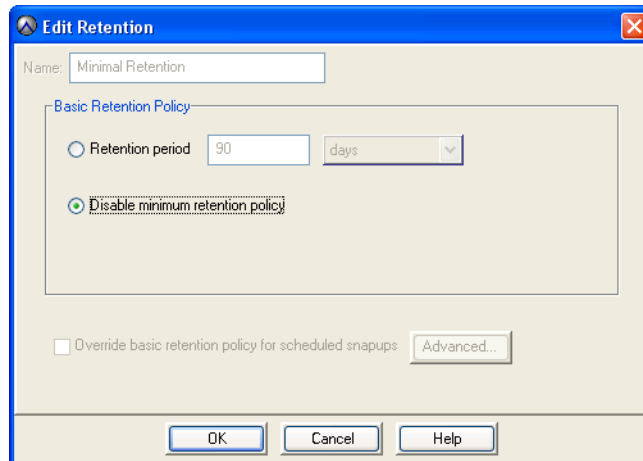 Edit Retention
Name: Minimal Retention
Basic Retention Policy
Retention period 90 days
Disable minimum retention policy
Override basic retention policy for scheduled snapups Advanced...
OK Cancel Help